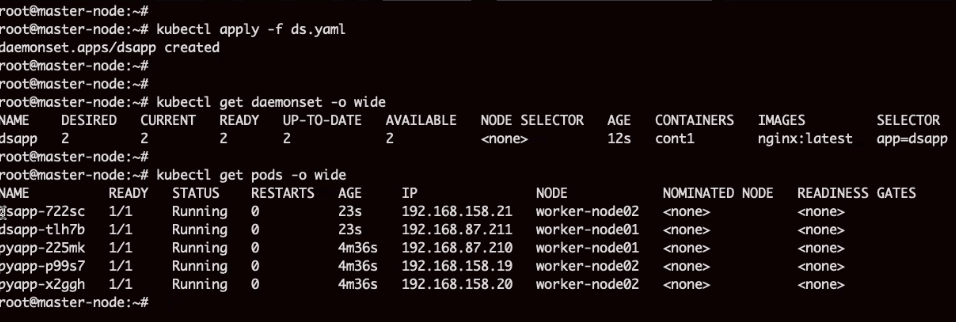 root@master-node:~#
root@master-node:~# kubectl apply -f ds.yaml
daemonset.apps/dsapp created
root@master-node:~#
root@master-node:~#
root@master-node:~# kubectl get daemonset -o wide
NAME DESIRED CURRENT READY UP-TO-DATE AVAILABLE NODE SELECTOR AGE CONTAINERS IMAGES SELECTOR
dsapp 2 2 2 2 2 <none> 12s cont1 nginx:latest app=dsapp
root@master-node:~#
root@master-node:~# kubectl get pods -o wide
NAME READY STATUS RESTARTS AGE IP NODE NOMINATED NODE READINESS GATES
dsapp-722sc 1/1 Running 0 23s 192.168.158.21 worker-node02 <none> <none>
dsapp-tlh7b 1/1 Running 0 23s 192.168.87.211 worker-node01 <none> <none>
pyapp-225mk 1/1 Running 0 4m36s 192.168.87.210 worker-node01 <none> <none>
pyapp-p99s7 1/1 Running 0 4m36s 192.168.158.19 worker-node02 <none> <none>
pyapp-x2ggh 1/1 Running 0 4m36s 192.168.158.20 worker-node02 <none> <none>
root@master-node:~#